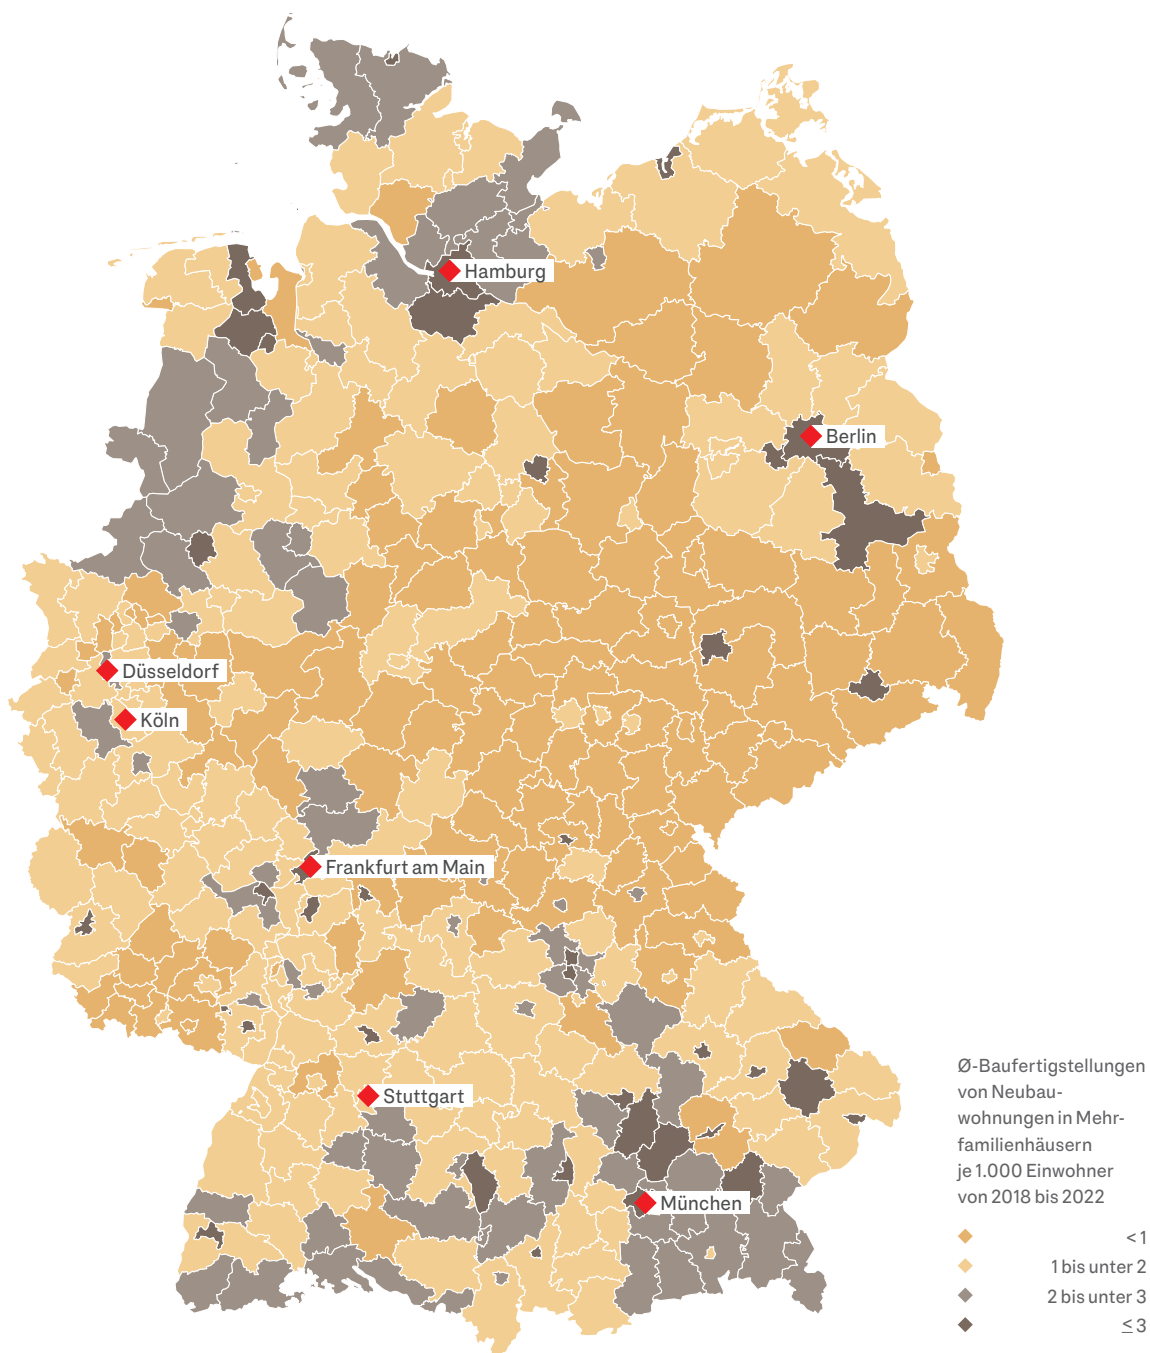 Hamburg
Berlin
Düsseldorf
Köln
Frankfurt am Main
Stuttgart
München
Ø-Baufertigstellungen
von Neubau-
wohnungen in Mehr-
familienhäusern
je 1.000 Einwohner
von 2018 bis 2022
< 1
1 bis unter 2
2 bis unter 3
≤ 3